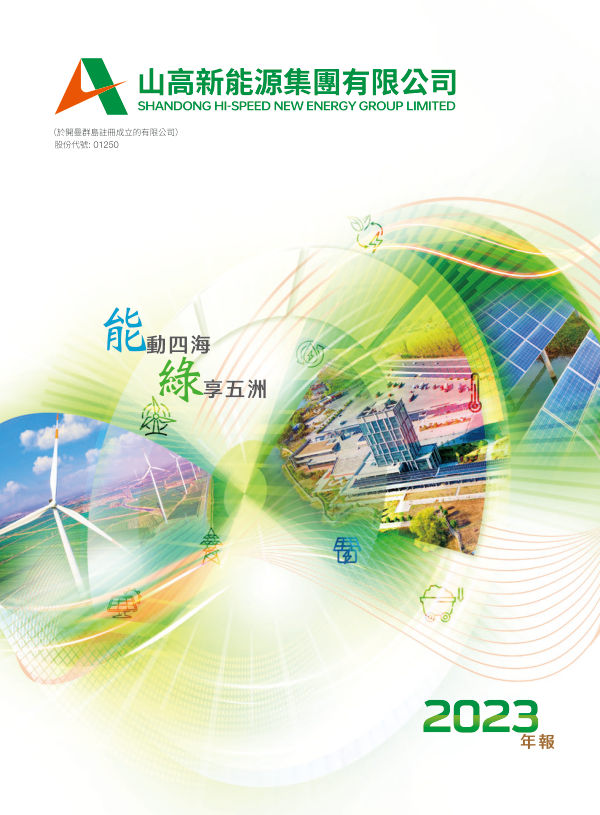 山高新能源集團有限公司
SHANDONG HI-SPEED NEW ENERGY GROUP LIMITED
(於開曼群島註冊成立的有限公司)
股份代號: 01250
能動四海
綠享五洲
2023
年報